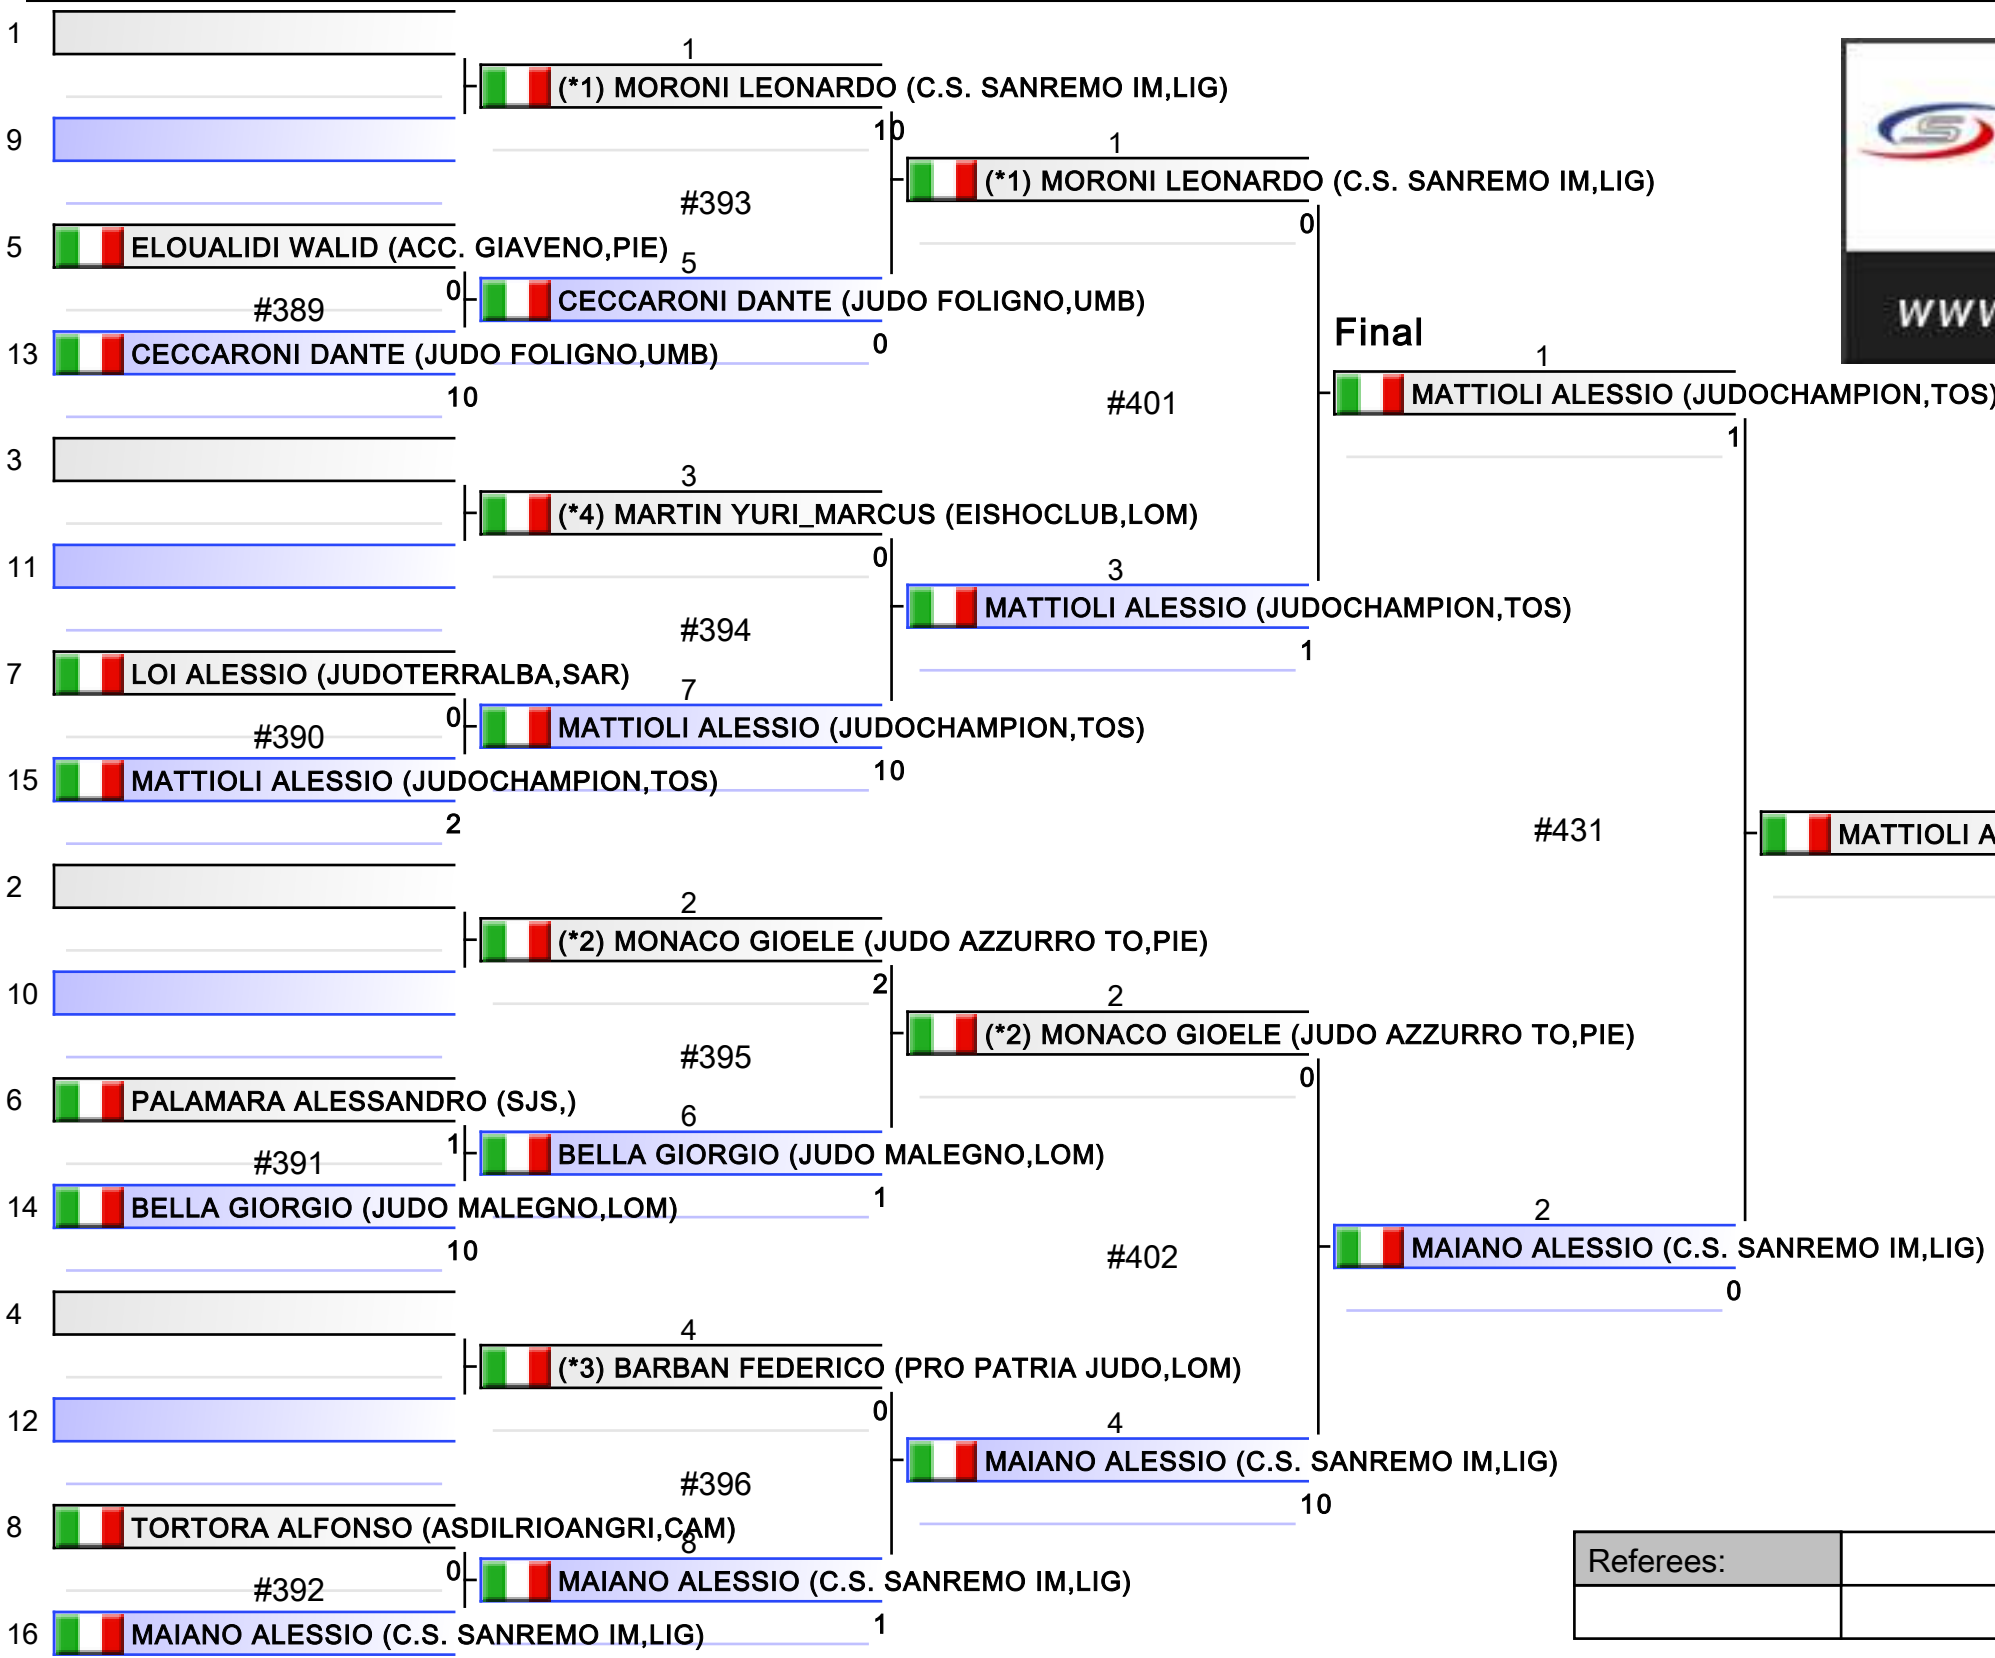 1
1
(*1) MORONI LEONARDO (C.S. SANREMO IM,LIG)
10
9
1
(*1) MORONI LEONARDO (C.S. SANREMO IM,LIG)
#393
0
5
ELOUALIDI WALID (ACC. GIAVENO,PIE)
5
0
CECCARONI DANTE (JUDO FOLIGNO,UMB)
#389
WWW
Final
0
13
CECCARONI DANTE (JUDO FOLIGNO,UMB)
1
10
#401
MATTIOLI ALESSIO (JUDOCHAMPION,TOS)
1
3
3
(*4) MARTIN YURI_MARCUS (EISHOCLUB,LOM)
0
11
3
MATTIOLI ALESSIO (JUDOCHAMPION,TOS)
#394
1
7
LOI ALESSIO (JUDOTERRALBA,SAR)
7
0
MATTIOLI ALESSIO (JUDOCHAMPION,TOS)
#390
10
15
MATTIOLI ALESSIO (JUDOCHAMPION,TOS)
2
#431
MATTIOLI A
2
2
(*2) MONACO GIOELE (JUDO AZZURRO TO,PIE)
2
10
2
(*2) MONACO GIOELE (JUDO AZZURRO TO,PIE)
#395
0
6
PALAMARA ALESSANDRO (SJS,)
6
1
BELLA GIORGIO (JUDO MALEGNO,LOM)
#391
1
14
BELLA GIORGIO (JUDO MALEGNO,LOM)
2
10
#402
MAIANO ALESSIO (C.S. SANREMO IM,LIG)
0
4
4
(*3) BARBAN FEDERICO (PRO PATRIA JUDO,LOM)
0
12
4
MAIANO ALESSIO (C.S. SANREMO IM,LIG)
#396
10
8
TORTORA ALFONSO (ASDILRIOANGRI,CAM)
8
0
MAIANO ALESSIO (C.S. SANREMO IM,LIG)
#392
Referees:
1
16
MAIANO ALESSIO (C.S. SANREMO IM,LIG)